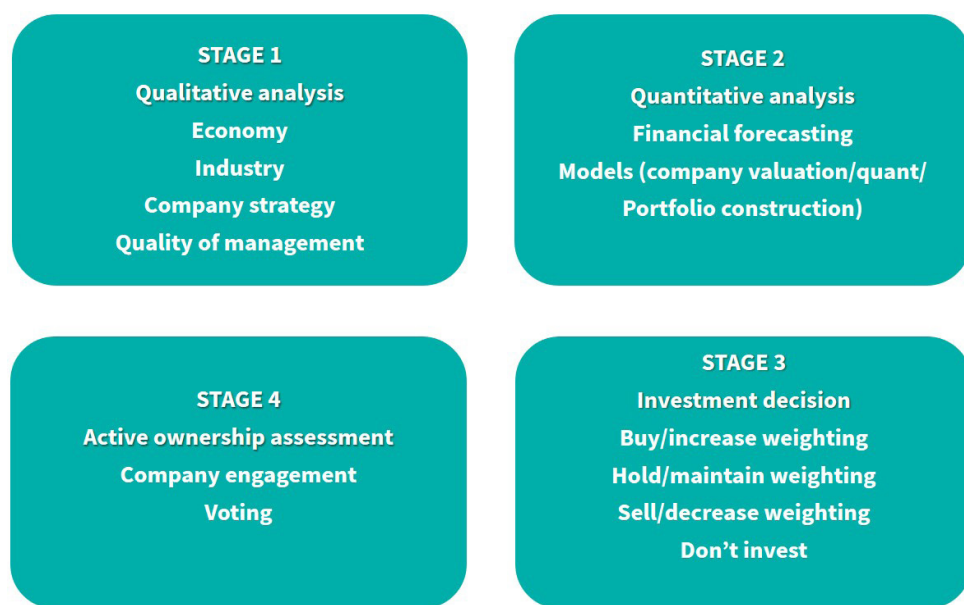 STAGE 1
Qualitative analysis
Economy
Industry
Company strategy
Quality of management
STAGE 2
Quantitative analysis
Financial forecasting
Models (company valuation/quant/
Portfolio construction)
STAGE 4
Active ownership assessment
Company engagement
Voting
STAGE 3
Investment decision
Buy/increase weighting
Hold/maintain weighting
Sell/decrease weighting
Don’t invest